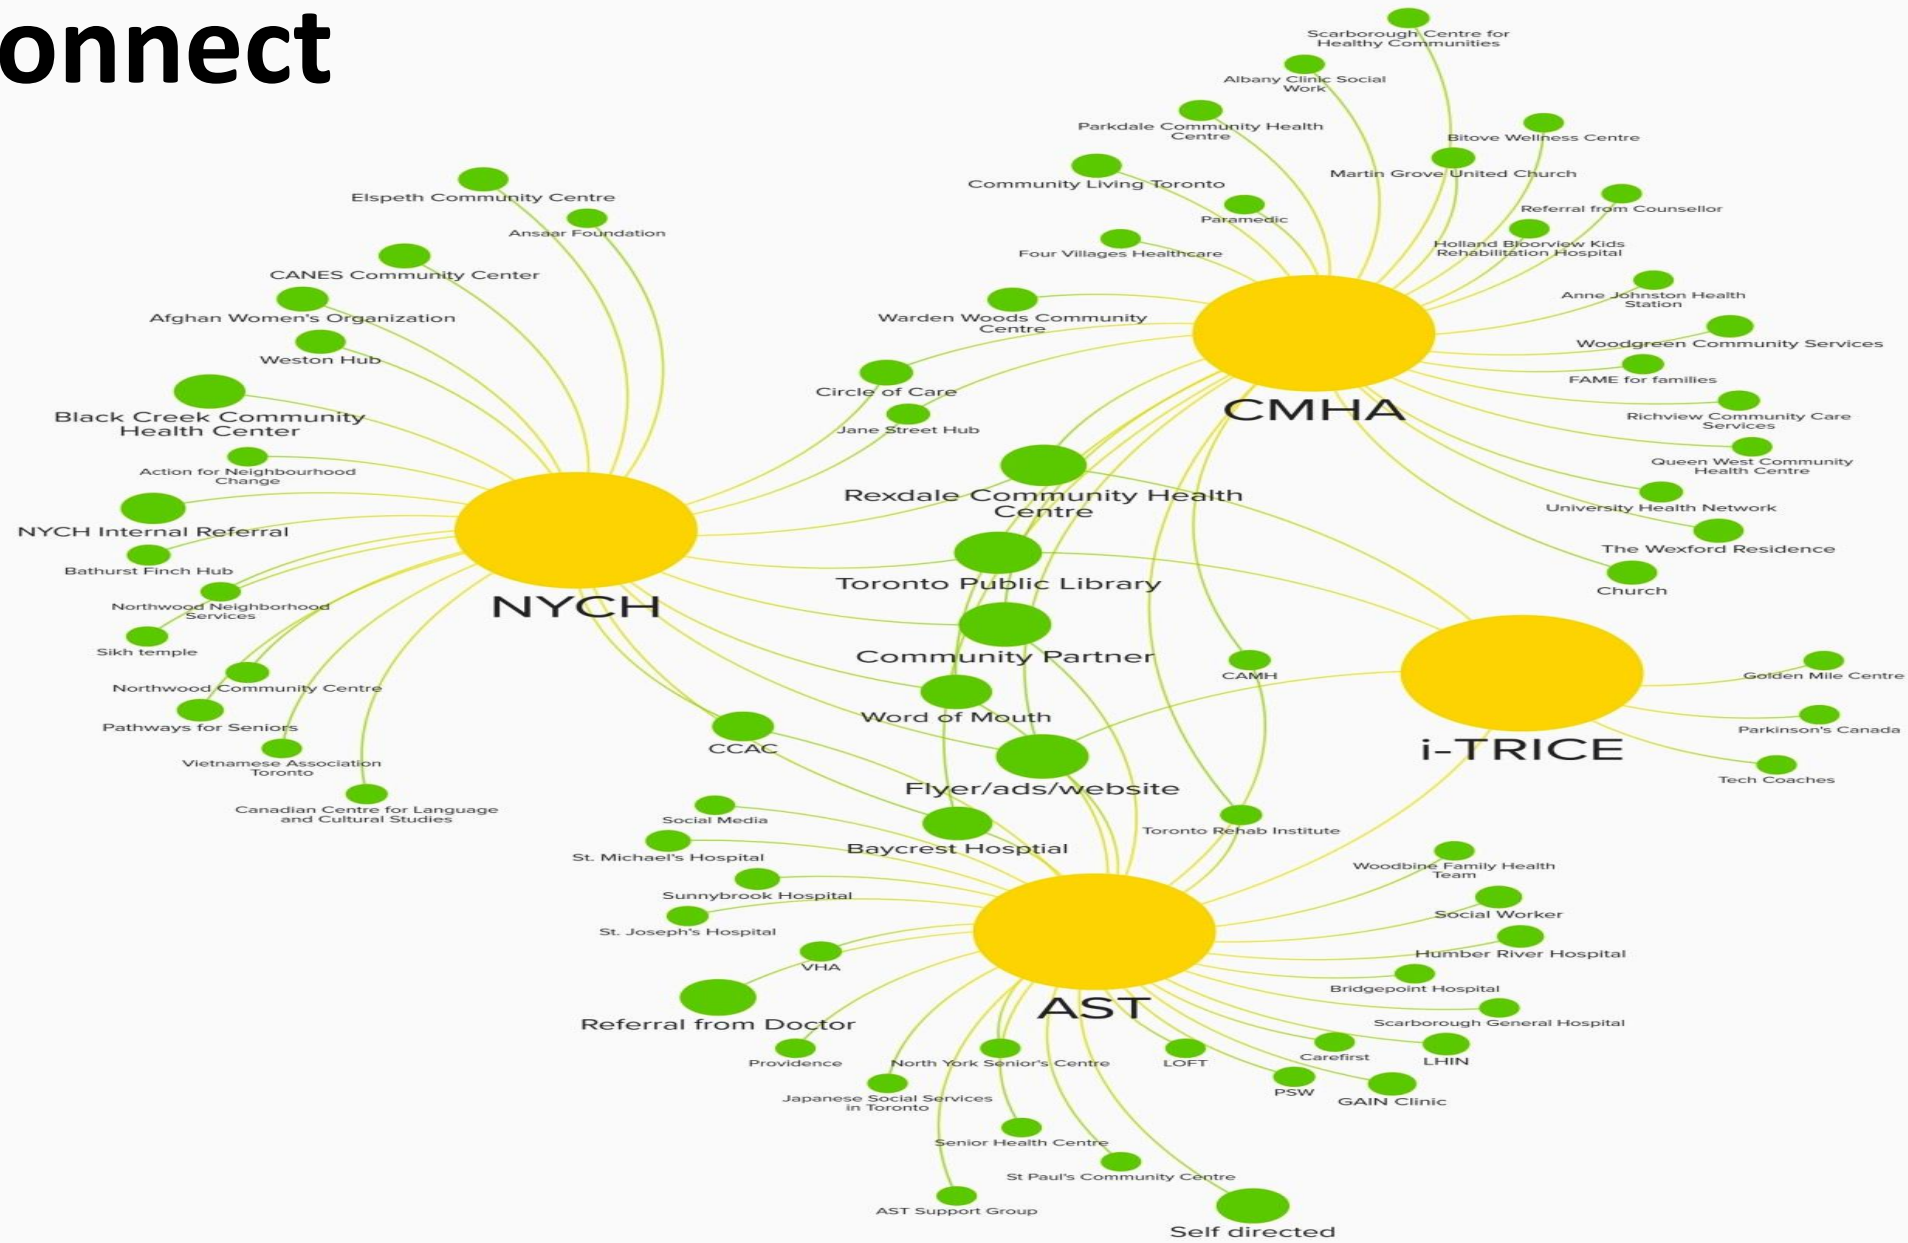 onnect
Scarborough Centre for
Healthy Communities
Albany Clinic Social
Work
Parkdale Community Health
Centre
Bitove Wellness Centre
Martin Grove United Church
Community Living Toronto
Paramedic
Referral from Counsellor
Four Villages Healthcare
Holland Bloorview Kids
Rehabilitation Hospital
Anne Johnston Health
Station
Warden Woods Community
Centre
Woodgreen Community Services
FAME for families
Circle of Care
Jane Street Hub
CMHA
Richview Community Care
Services
Queen West Community
Health Centre
University Health Network
The Wexford Residence
Church
Elspeth Community Centre
Ansaar Foundation
CANES Community Center
Afghan Women's Organization
Weston Hub
Black Creek Community
Health Center
Action for Neighbourhood
Change
NYCH Internal Referral
Bathurst Finch Hub
Northwood Neighborhood
Services
Sikh temple
Northwood Community Centre
Pathways for Seniors
Vietnamese Association
Toronto
Canadian Centre for Language
and Cultural Studies
NYCH
Rexdale Community Health
Centre
Toronto Public Library
Community Partner
Word of Mouth
CCAC
Flyer/ads/website
Baycrest Hosptial
CAMH
Toronto Rehab Institute
i-TRICE
Golden Mile Centre
Parkinson's Canada
Tech Coaches
Social Media
St. Michael's Hospital
Sunnybrook Hospital
St. Joseph's Hospital
VHA
Referral from Doctor
Providence
AST
Woodbine Family Health
Team
Social Worker
Humber River Hospital
Bridgepoint Hospital
Scarborough General Hospital
North York Senior's Centre
LOFT
Carefirst
LHIN
Japanese Social Services
in Toronto
PSW
GAIN Clinic
Senior Health Centre
St Paul's Community Centre
AST Support Group
Self directed